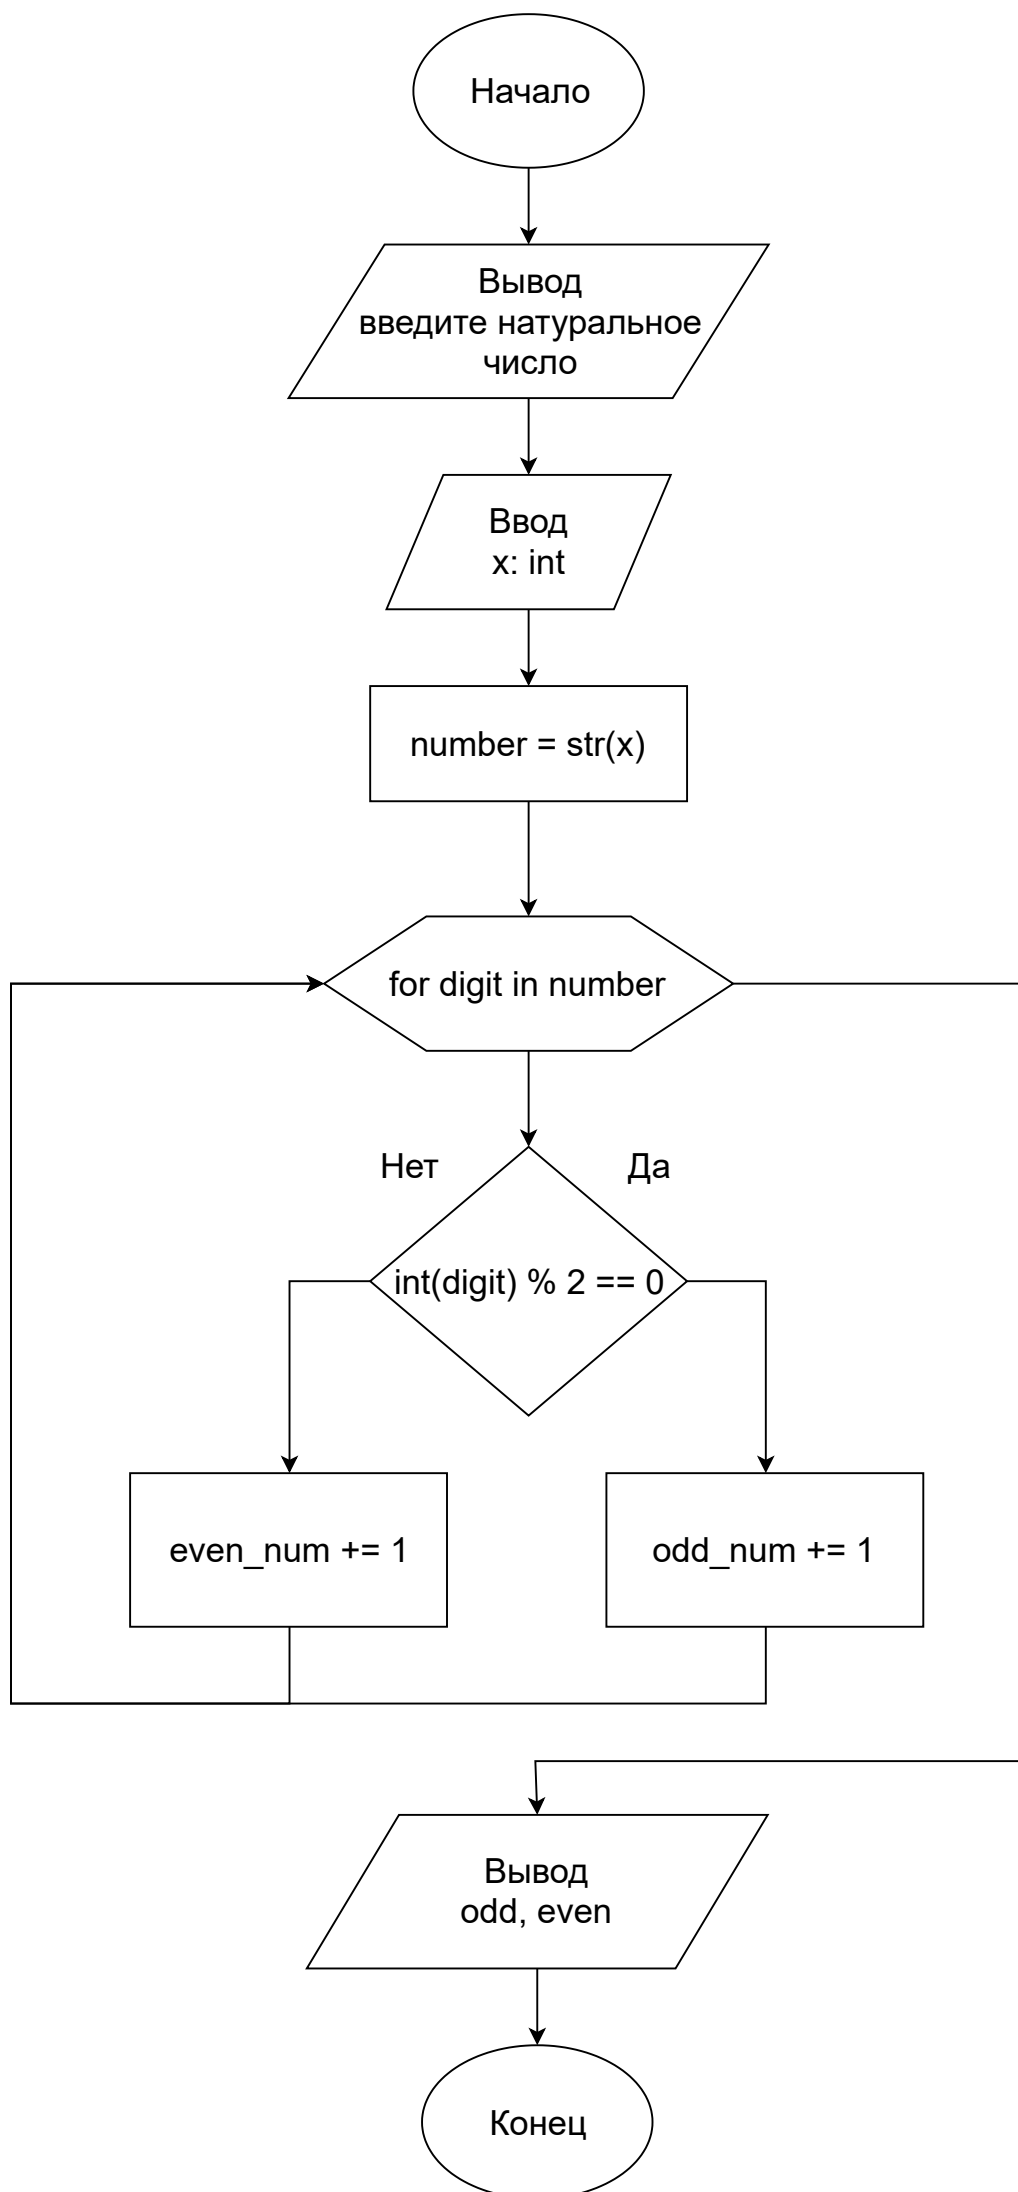 Начало
Вывод
введите натуральное
число
Ввод
x: int
number = str(x)
for digit in number
Нет
Да
int(digit) % 2 == 0
even_num += 1
odd_num += 1
Вывод
odd, even
Конец